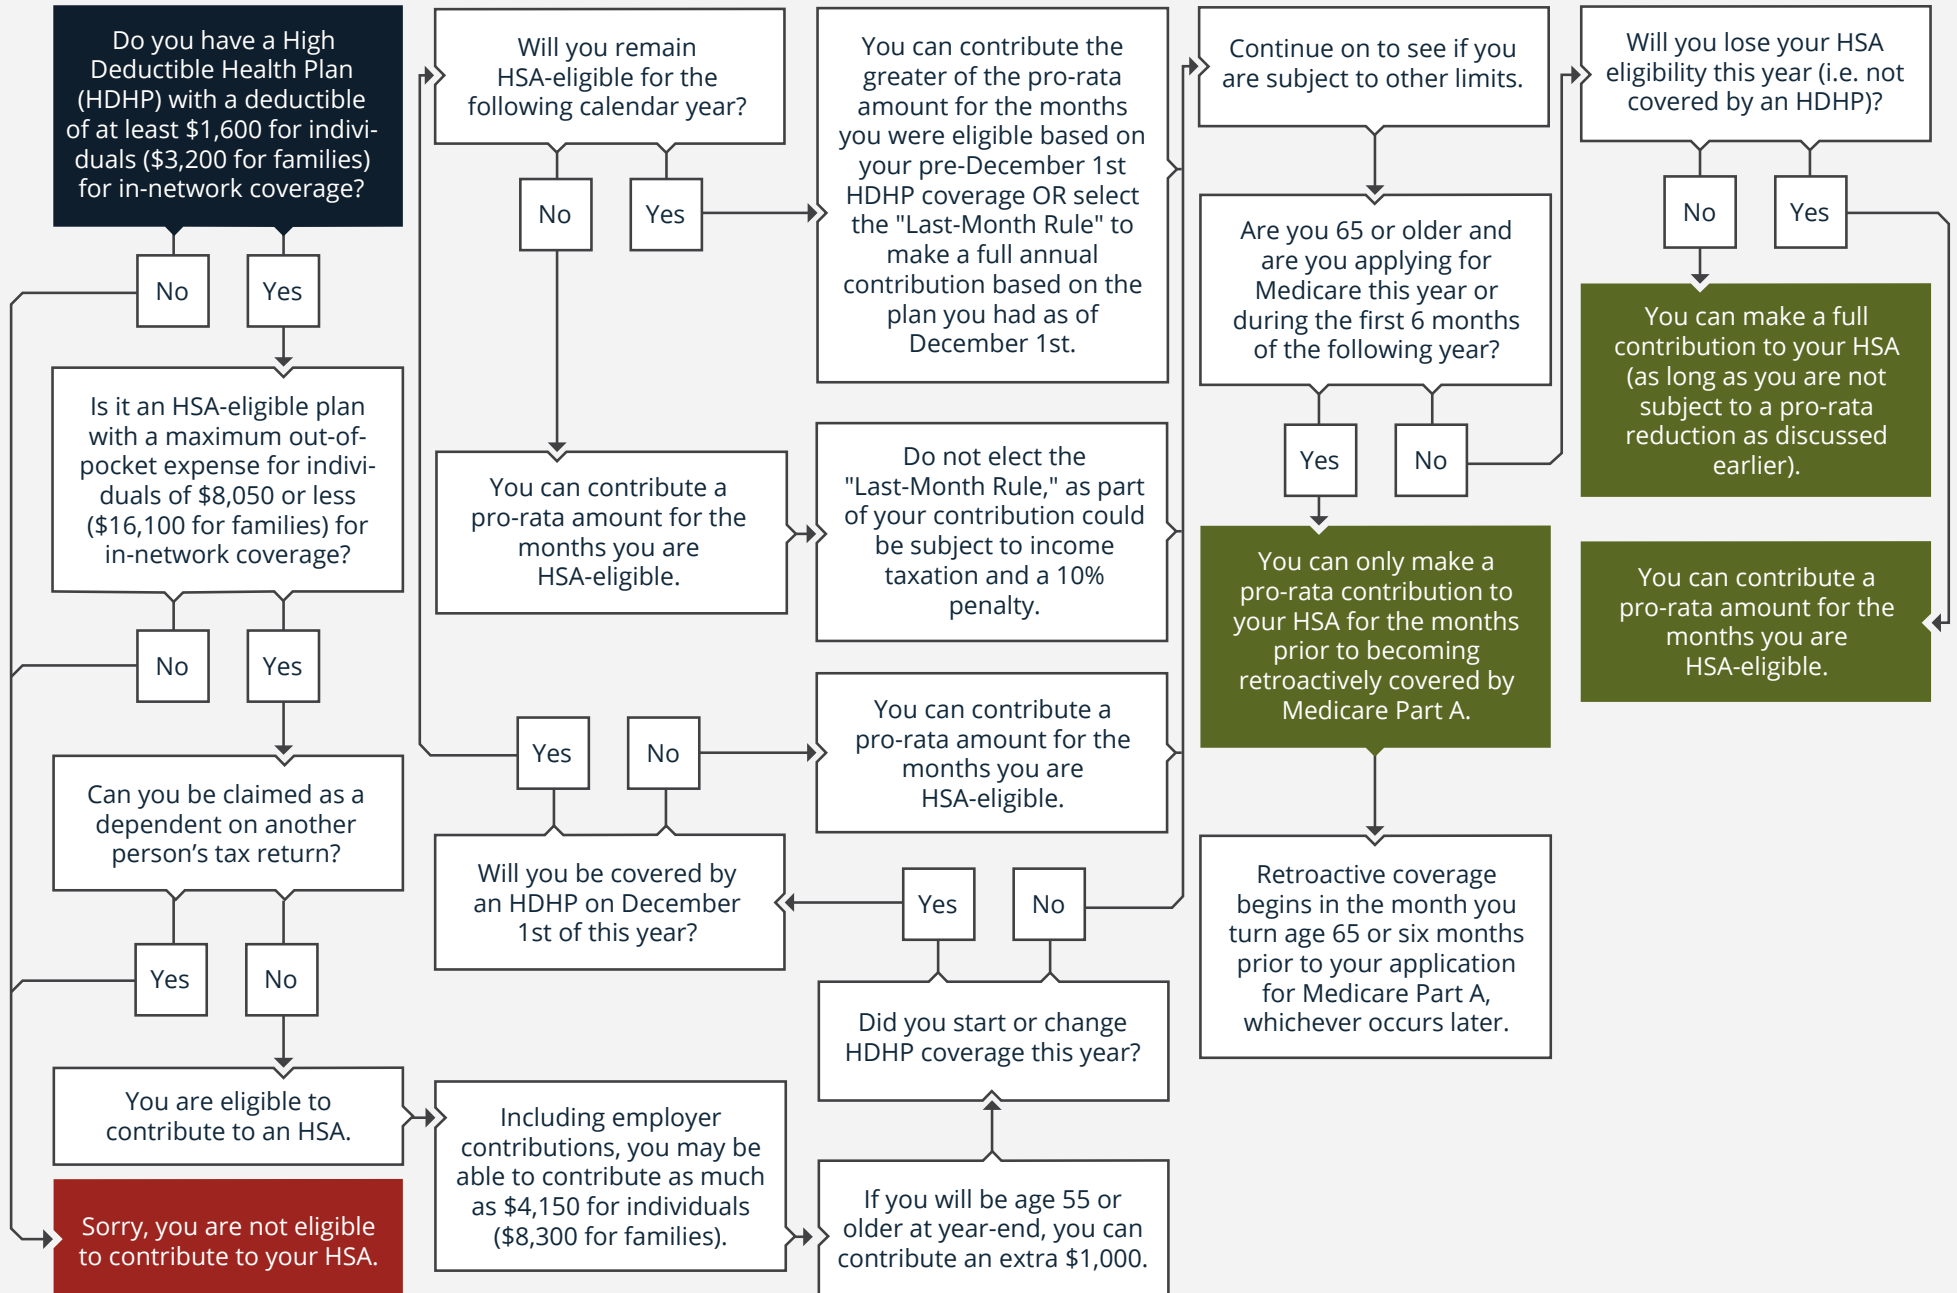 Do you have a High
Deductible Health Plan
(HDHP) with a deductible
of at least $1,600 for indivi-
duals ($3,200 for families)
for in-network coverage?
No
Yes
Is it an HSA-eligible plan
with a maximum out-of-
pocket expense for indivi-
duals of $8,050 or less
($16,100 for families) for
in-network coverage?
No
Yes
Can you be claimed as a
dependent on another
person’s tax return?
Yes
No
You are eligible to
contribute to an HSA.
Sorry, you are not eligible
to contribute to your HSA.
Including employer
contributions, you may be
able to contribute as much
as $4,150 for individuals
($8,300 for families).
If you will be age 55 or
older at year-end, you can
contribute an extra $1,000.
Did you start or change
HDHP coverage this year?
Yes
No
Will you be covered by
an HDHP on December
1st of this year?
Yes
No
You can contribute a
pro-rata amount for the
months you are
HSA-eligible.
Will you remain
HSA-eligible for the
following calendar year?
No
Yes
You can contribute a
pro-rata amount for the
months you are
HSA-eligible.
Do not elect the
"Last-Month Rule," as part
of your contribution could
be subject to income
taxation and a 10%
penalty.
You can contribute the
greater of the pro-rata
amount for the months
you were eligible based on
your pre-December 1st
HDHP coverage OR select
the "Last-Month Rule" to
make a full annual
contribution based on the
plan you had as of
December 1st.
Continue on to see if you
are subject to other limits.
Are you 65 or older and
are you applying for
Medicare this year or
during the first 6 months
of the following year?
Yes
No
You can only make a
pro-rata contribution to
your HSA for the months
prior to becoming
retroactively covered by
Medicare Part A.
Retroactive coverage
begins in the month you
turn age 65 or six months
prior to your application
for Medicare Part A,
whichever occurs later.
Will you lose your HSA
eligibility this year (i.e. not
covered by an HDHP)?
No
Yes
You can make a full
contribution to your HSA
(as long as you are not
subject to a pro-rata
reduction as discussed
earlier).
You can contribute a
pro-rata amount for the
months you are
HSA-eligible.